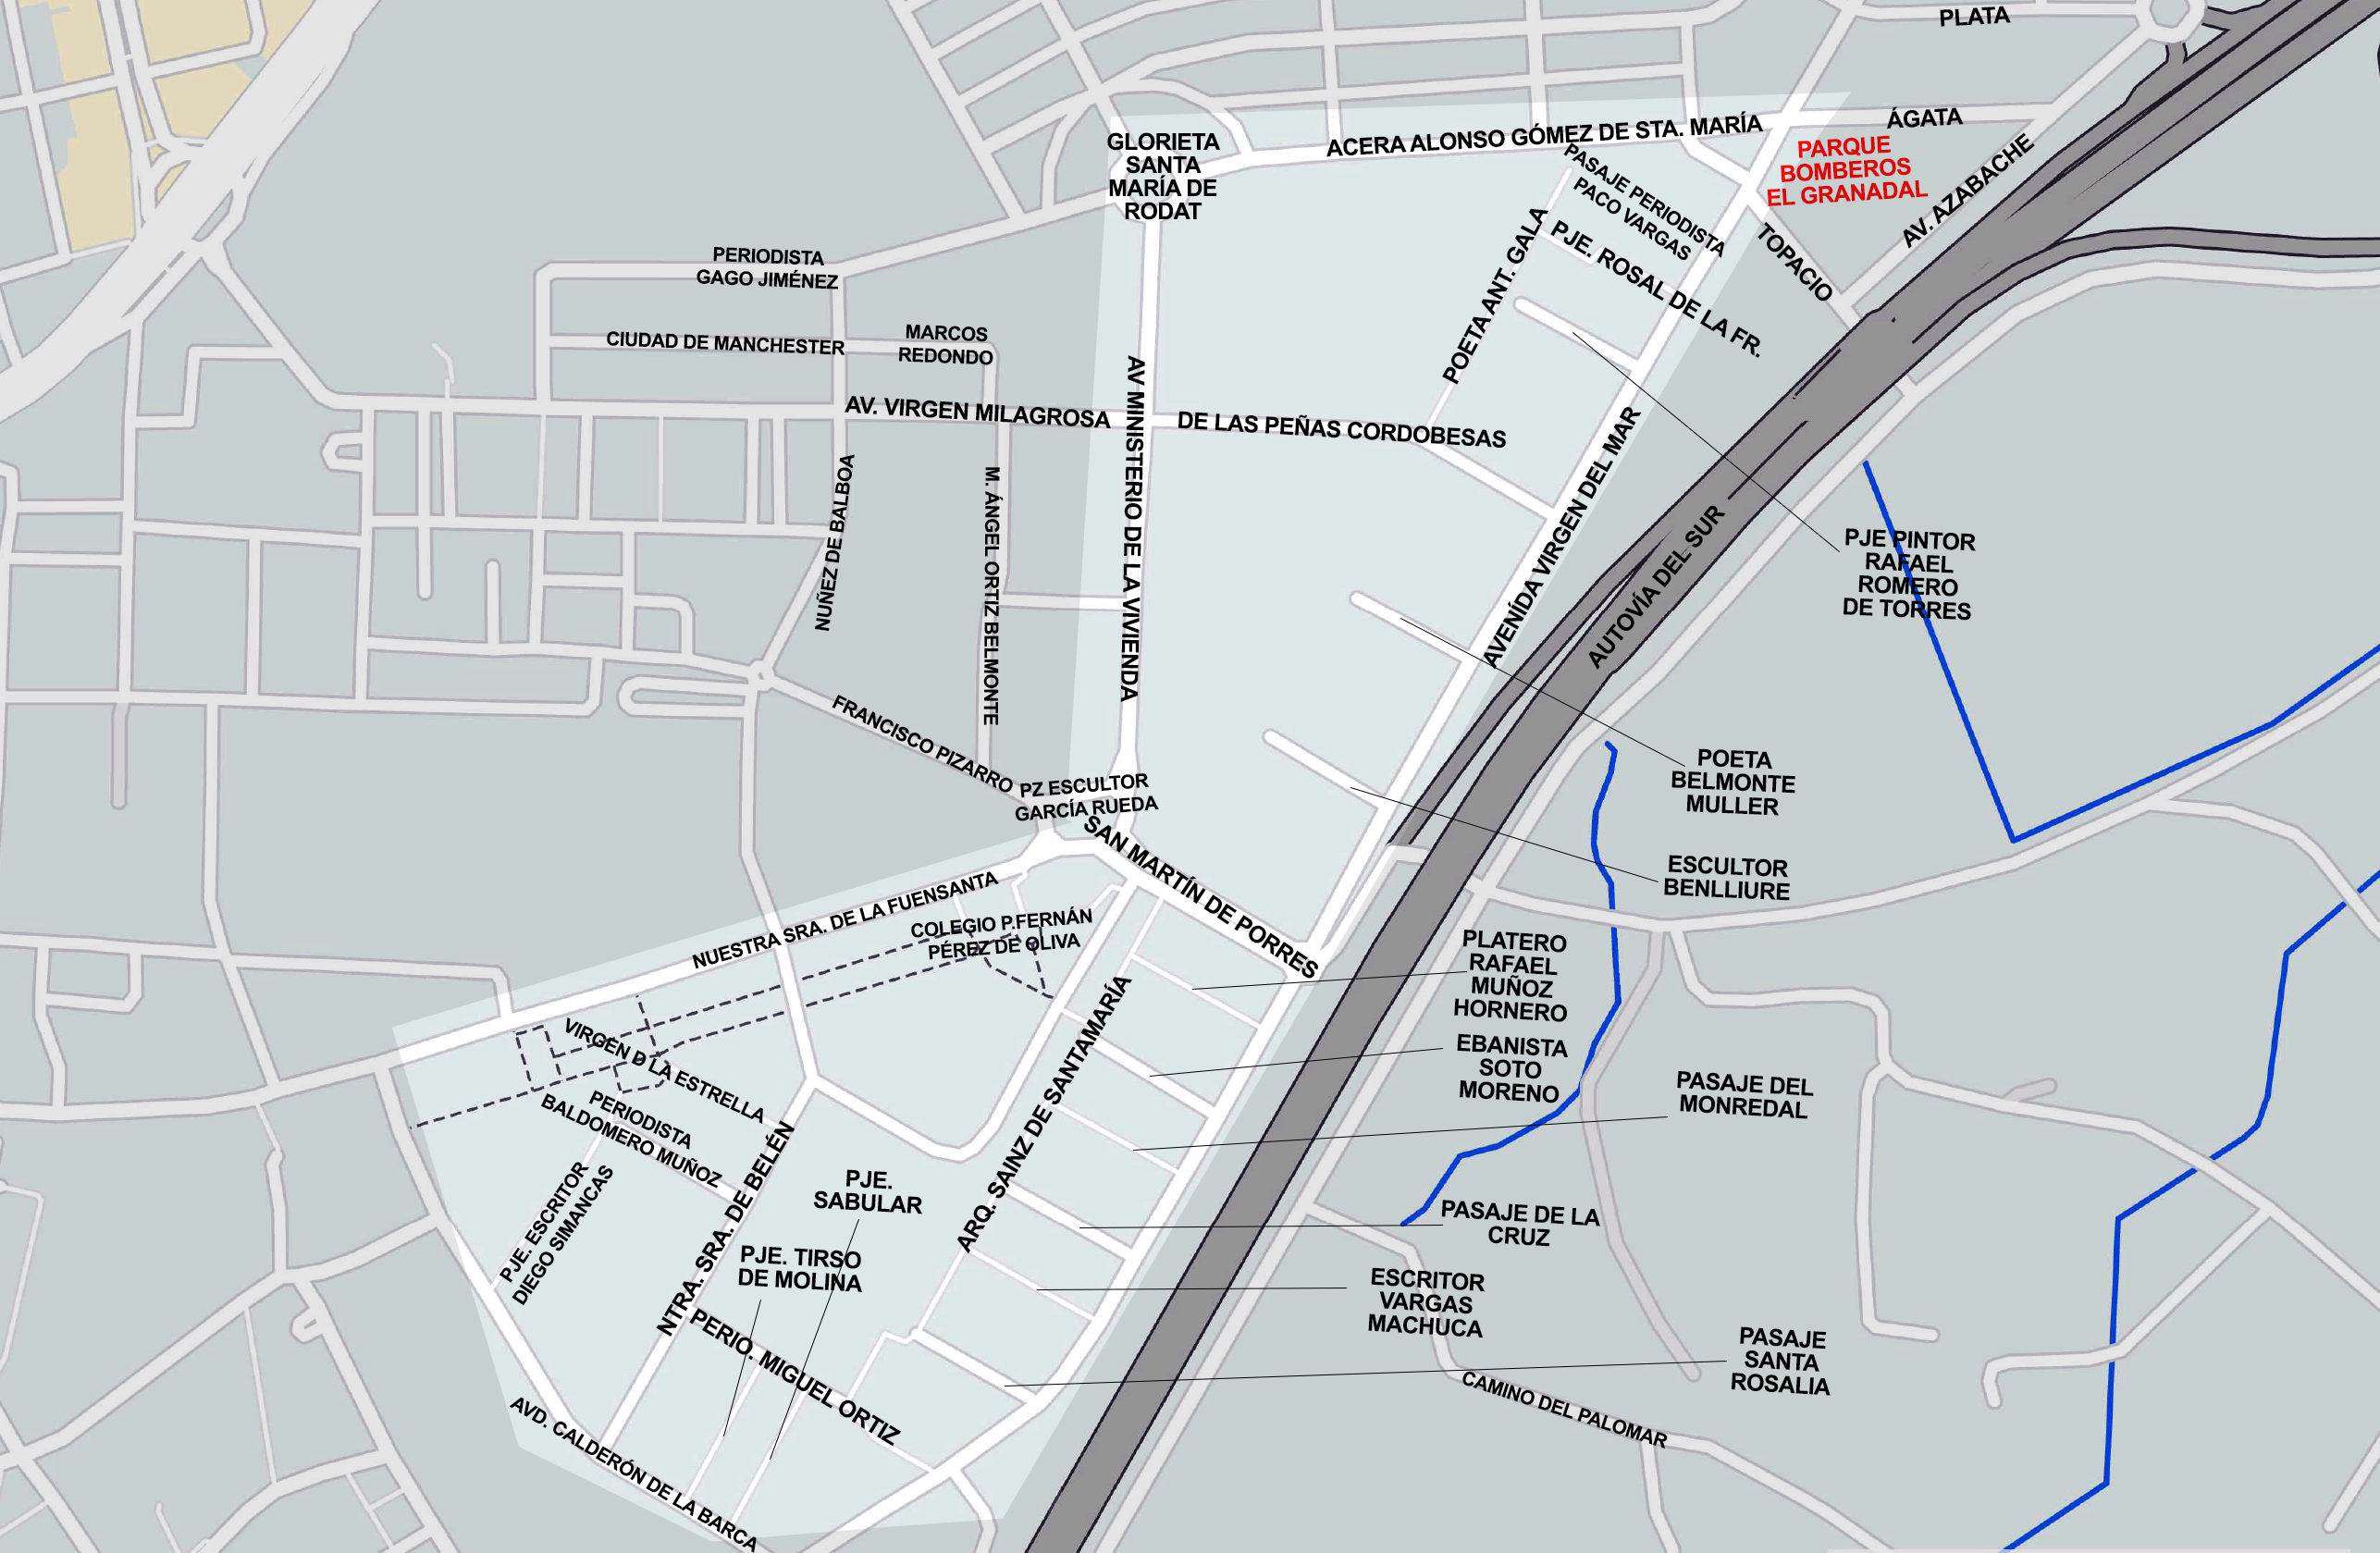 PLATA
ÁGATA
GLORIETA
SANTA
MARÍA DE
RODAT
ACERA ALONSO GÓMEZ DE STA. MARÍA
PARQUE
BOMBEROS
EL GRANADAL
AV. AZABACHE
PASAJE PERIODISTA
PACO VARGAS
TOPACIO
PJE. ROSAL DE LA FR.
POETA ANT. GALA
PERIODISTA
GAGO JIMÉNEZ
CIUDAD DE MANCHESTER
MARCOS
REDONDO
AV MINISTERIO DE LA VIVIENDA
AV. VIRGEN MILAGROSA
DE LAS PEÑAS CORDOBESAS
AVENÍDA VIRGEN DEL MAR
NUÑEZ DE BALBOA
M. ÁNGEL ORTIZ BELMONTE
AUTOVÍA DEL SUR
PJE PINTOR
RAFAEL
ROMERO
DE TORRES
FRANCISCO PIZARRO
PZ ESCULTOR
GARCÍA RUEDA
POETA
BELMONTE
MULLER
SAN MARTÍN DE PORRES
ESCULTOR
BENLLIURE
NUESTRA SRA. DE LA FUENSANTA
COLEGIO P.FERNÁN
PÉREZ DE OLIVA
PLATERO
RAFAEL
MUÑOZ
HORNERO
ARQ. SAINZ DE SANTAMARÍA
VIRGEN D LA ESTRELLA
EBANISTA
SOTO
MORENO
PASAJE DEL
MONREDAL
PERIODISTA
BALDOMERO MUÑOZ
NTRA. SRA. DE BELÉN
PJE. ESCRITOR
DIEGO SIMANCAS
PJE.
SABULAR
PASAJE DE LA
CRUZ
PJE. TIRSO
DE MOLINA
ESCRITOR
VARGAS
MACHUCA
PERIO. MIGUEL ORTIZ
PASAJE
SANTA
ROSALIA
CAMINO DEL PALOMAR
AVD. CALDERÓN DE LA BARCA